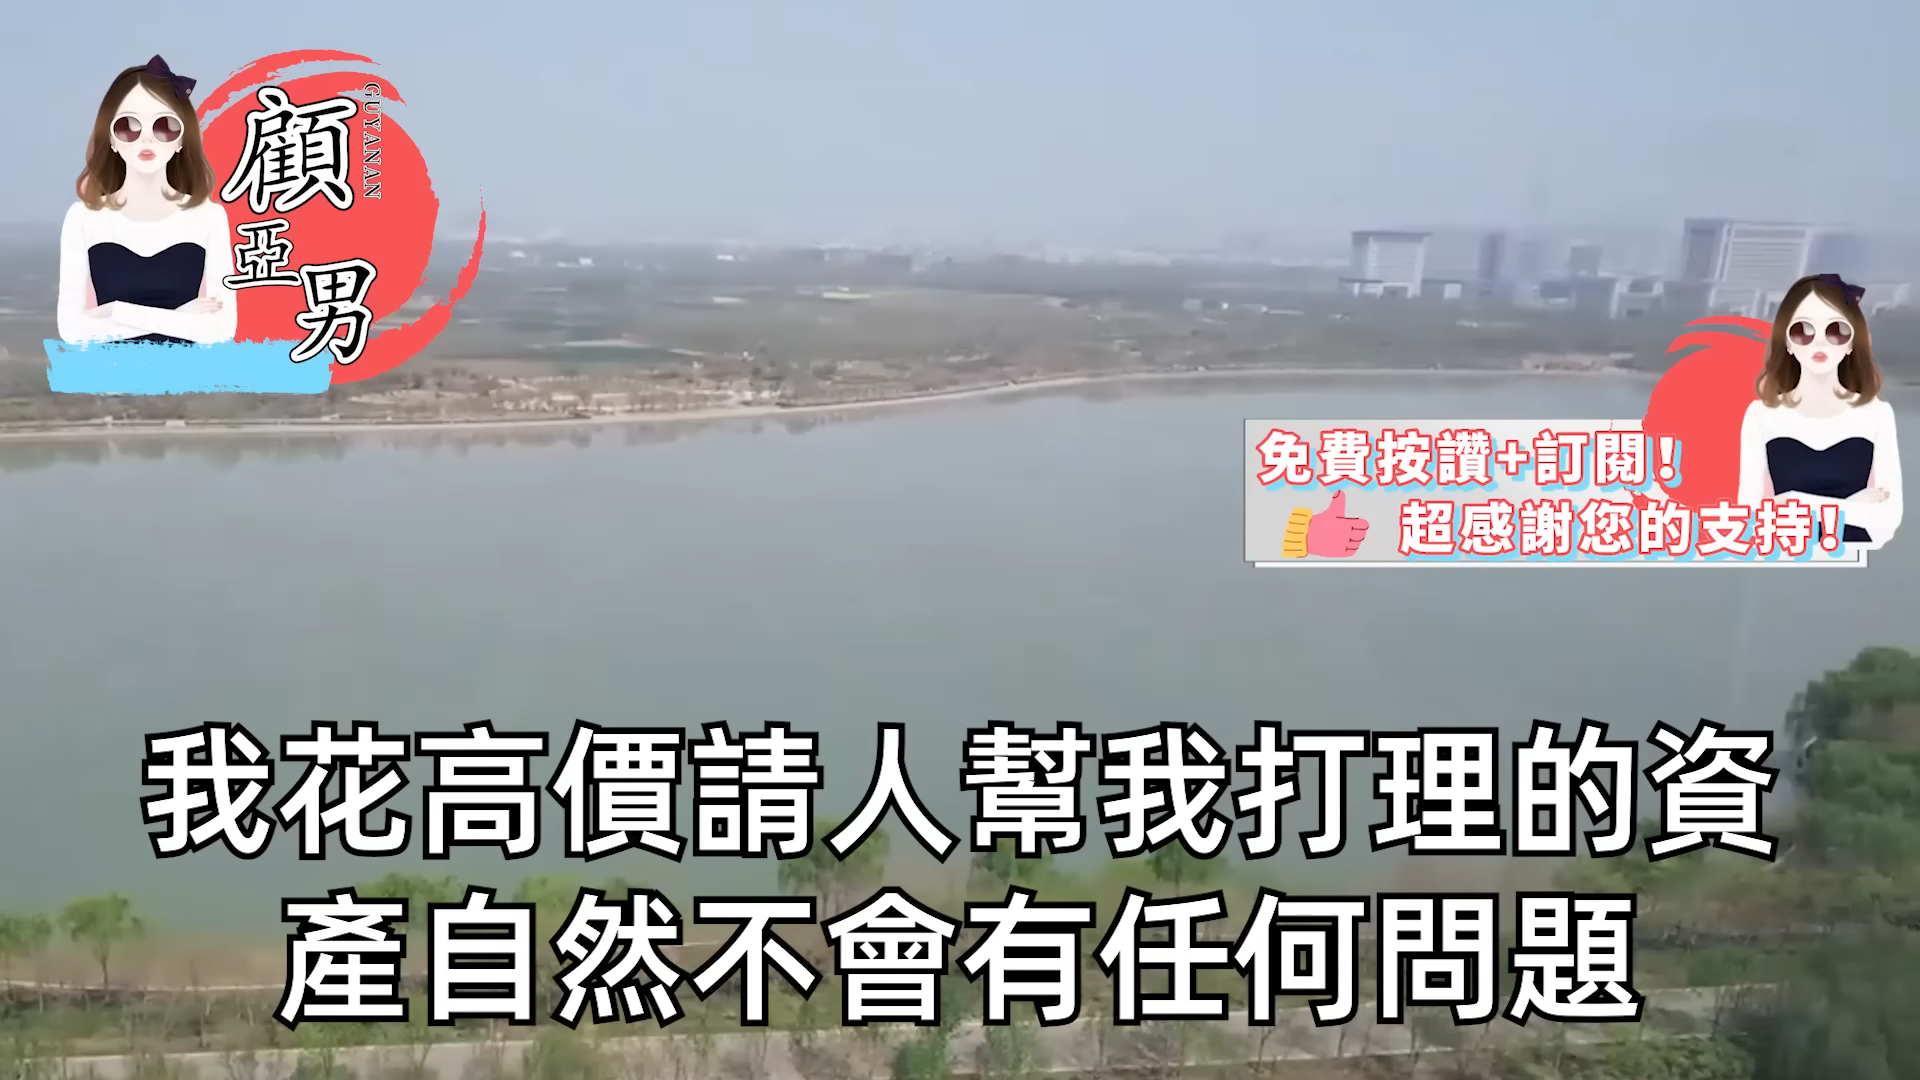 顧亞男
GUYANAN
免費按讚+訂閱!
超感謝您的支持!
我花高價請人幫我打理的資
產自然不會有任何問題